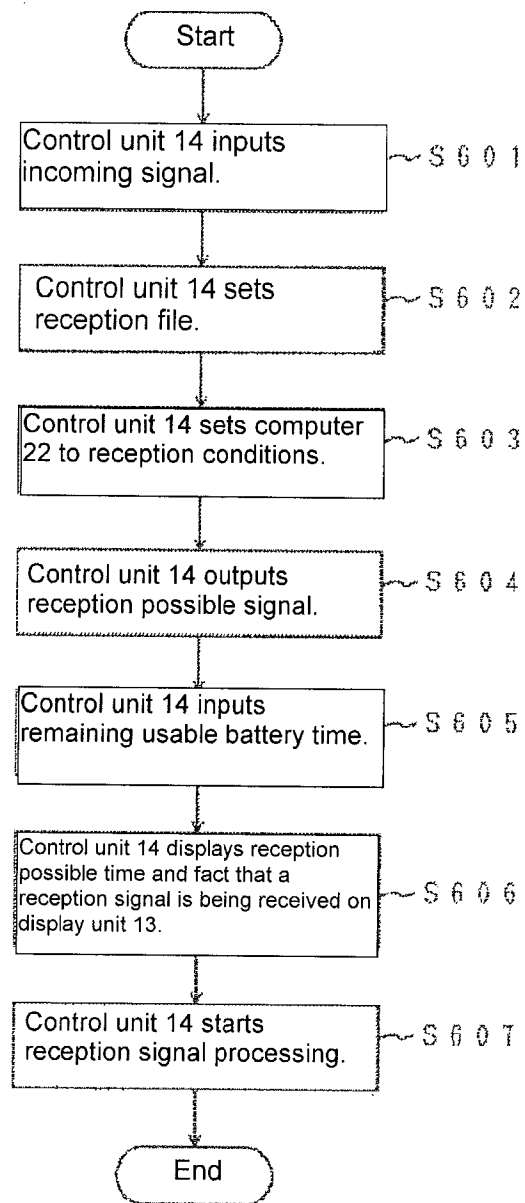 Start
Control unit 14 inputs
incoming signal.
S601
Control unit 14 sets
reception file.
S602
Control unit 14 sets computer
22 to reception conditions.
S603
Control unit 14 outputs
reception possible signal.
S604
Control unit 14 inputs
remaining usable battery time.
S605
Control unit 14 displays reception
possible time and fact that a
reception signal is being received on
display unit 13.
S606
Control unit 14 starts
reception signal processing.
S607
End